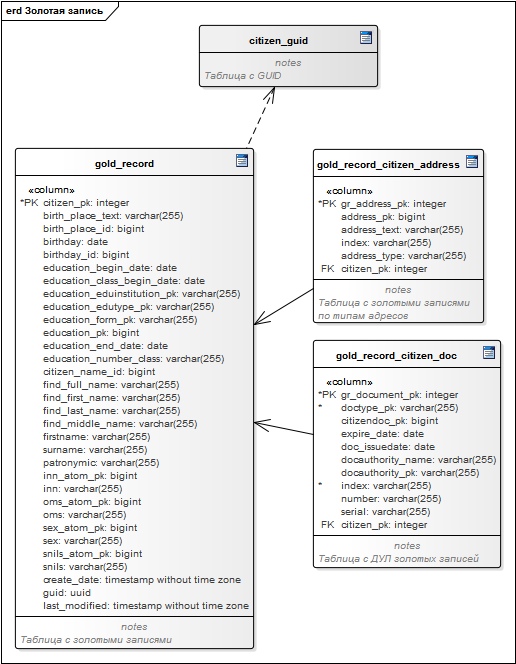 erd Золотая запись
citizen_guid
notes
Таблица с GUID
gold_record
«column»
*PK citizen_pk: integer
birth_place_text: varchar(255)
birth_place_id: bigint
birthday: date
birthday_id: bigint
education_begin_date: date
education_class_begin_date: date
education_eduinstitution_pk: varchar(255)
education_edutype_pk: varchar(255)
education_form_pk: varchar(255)
education_pk: bigint
education_end_date: date
education_number_class: varchar(255)
citizen_name_id: bigint
find_full_name: varchar(255)
find_first_name: varchar(255)
find_last_name: varchar(255)
find_middle_name: varchar(255)
firstname: varchar(255)
surname: varchar(255)
patronymic: varchar(255)
inn_atom_pk: bigint
inn: varchar(255)
oms_atom_pk: bigint
oms: varchar(255)
sex_atom_pk: bigint
sex: varchar(255)
snils_atom_pk: bigint
snils: varchar(255)
create_date: timestamp without time zone
guid: uuid
last_modified: timestamp without time zone
notes
Таблица с золотыми записями
gold_record_citizen_address
«column»
*PK gr_address_pk: integer
address_pk: bigint
address_text: varchar(255)
index: varchar(255)
address_type: varchar(255)
FK citizen_pk: integer
notes
Таблица с золотыми записями
по типам адресов
gold_record_citizen_doc
«column»
*PK gr_document_pk: integer
* doctype_pk: varchar(255)
citizendoc_pk: bigint
expire_date: date
doc_issuedate: date
docauthority_name: varchar(255)
docauthority_pk: varchar(255)
* index: varchar(255)
number: varchar(255)
serial: varchar(255)
FK citizen_pk: integer
notes
Таблица с ДУЛ золотых записей